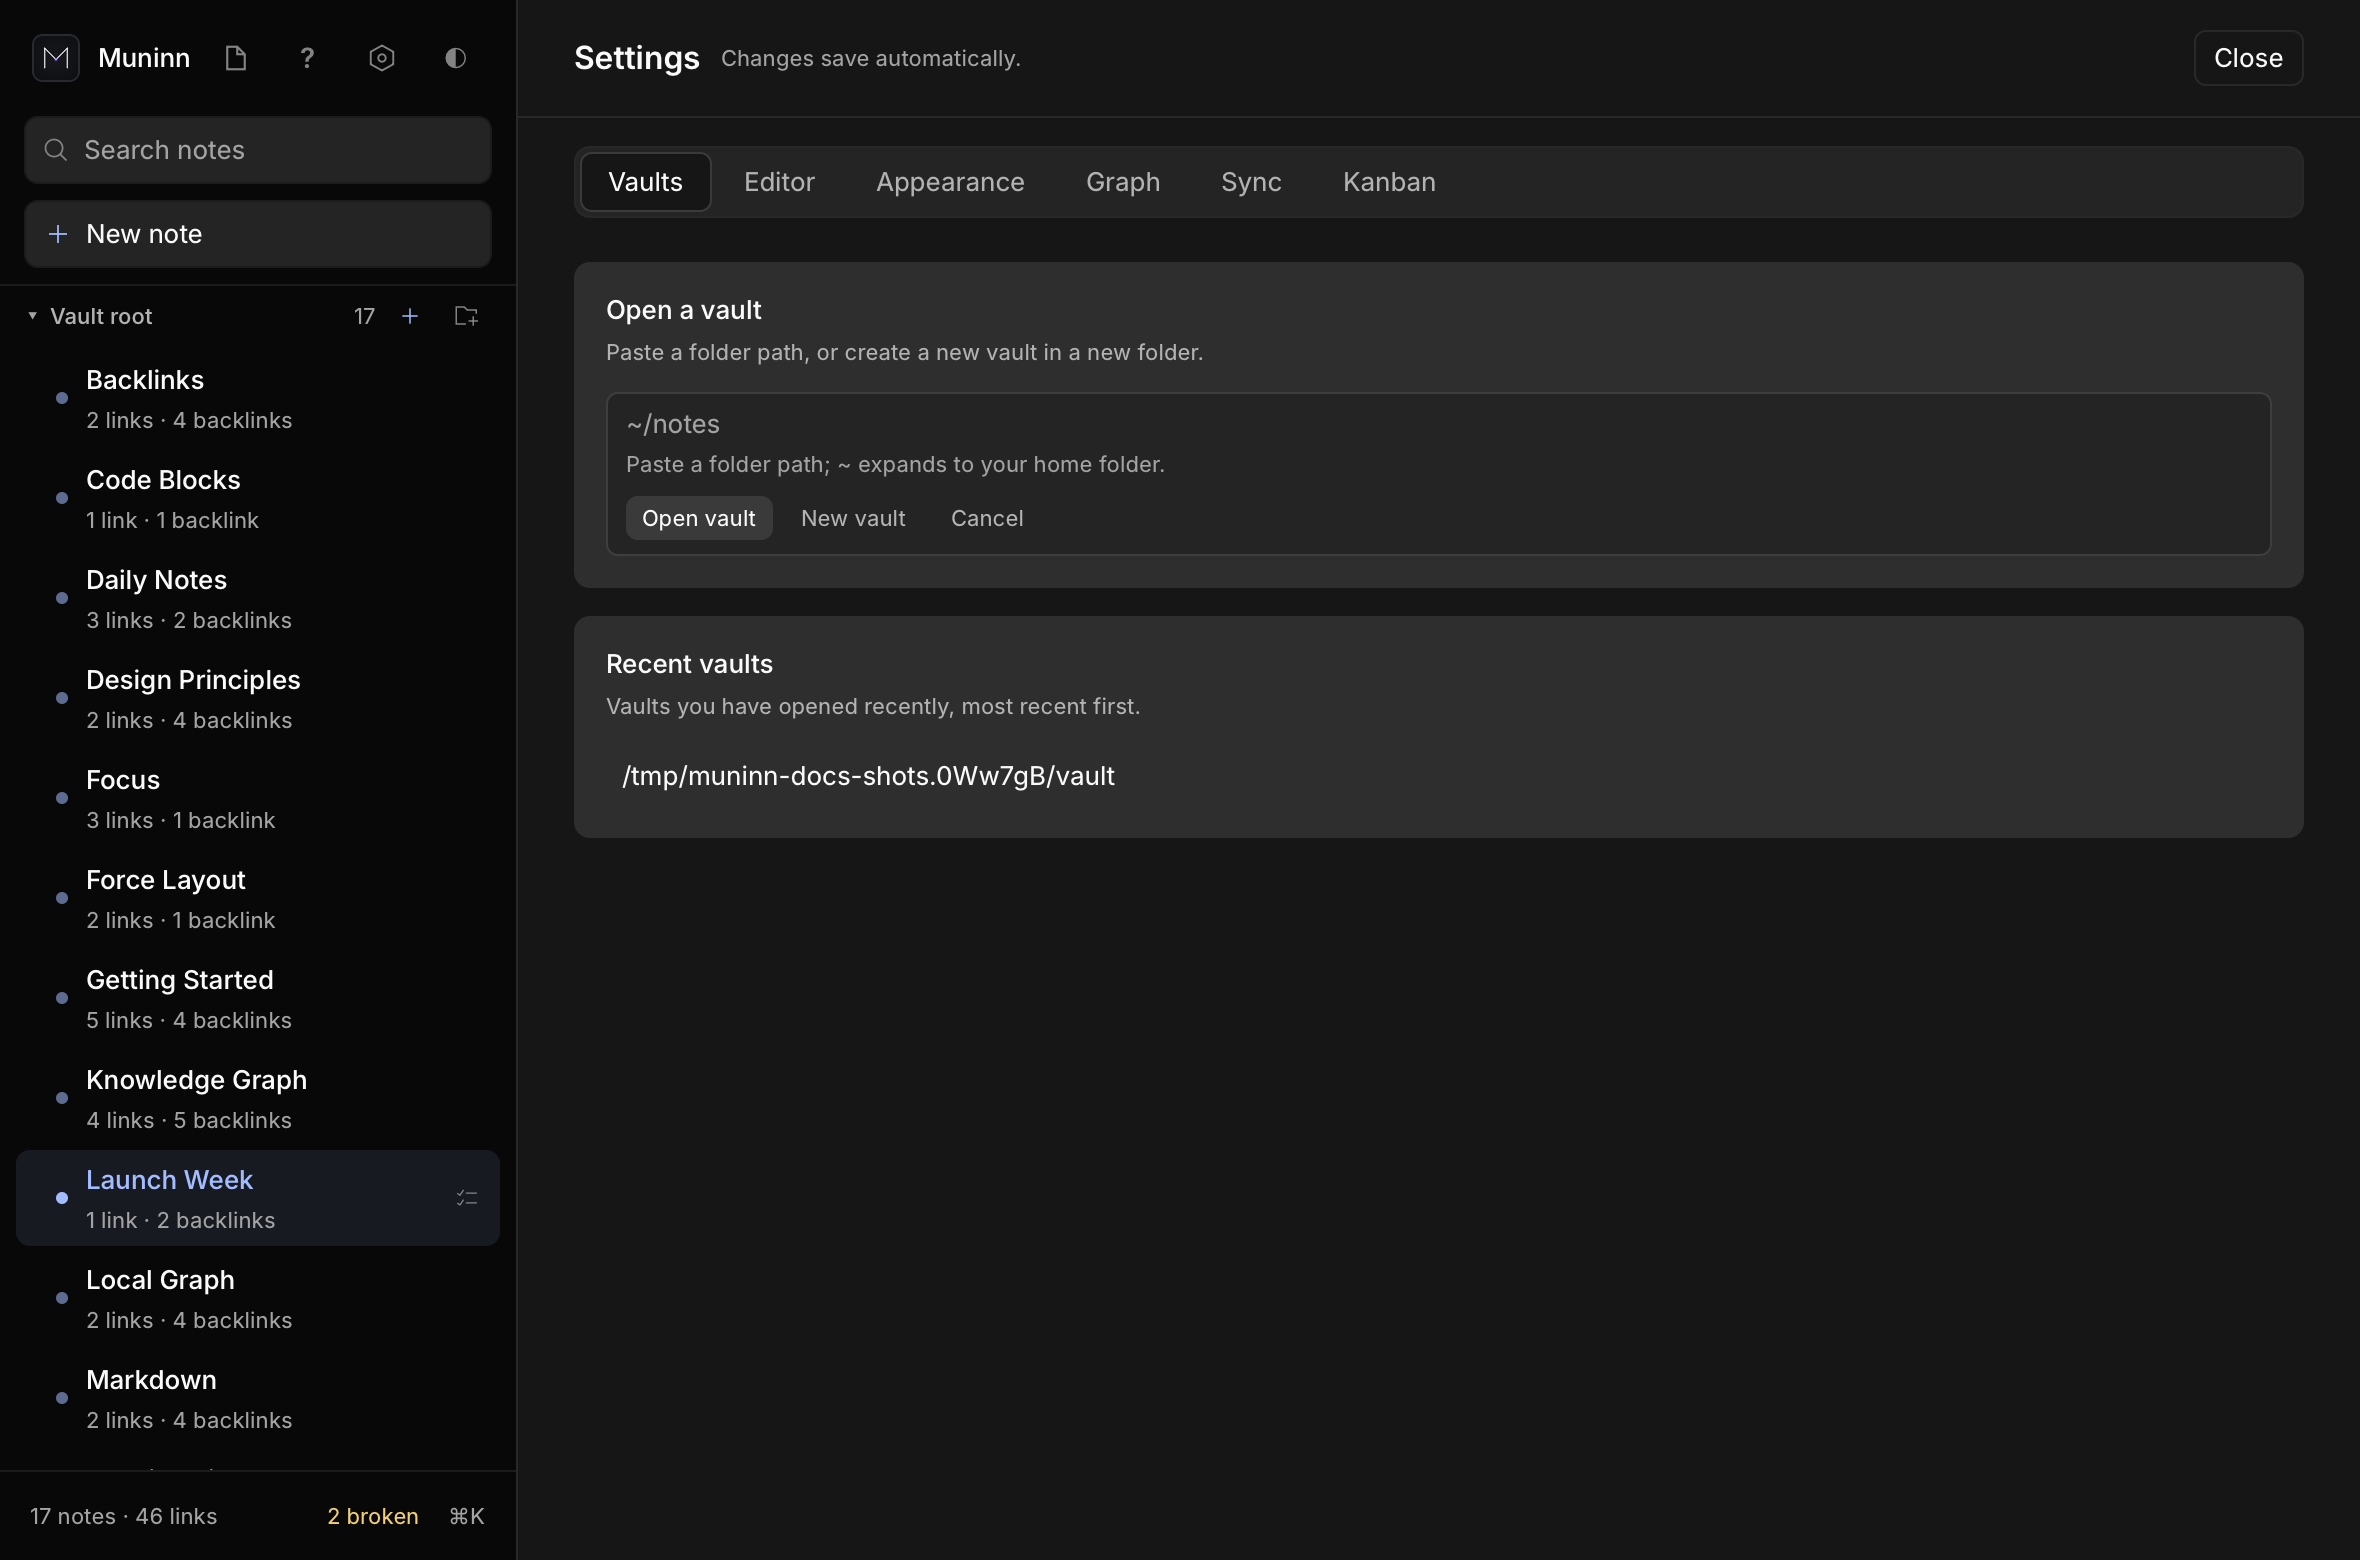 Muninn
?
Search notes
New note
Vault root 17
Backlinks
2 links · 4 backlinks
Code Blocks
1 link · 1 backlink
Daily Notes
3 links · 2 backlinks
Design Principles
2 links · 4 backlinks
Focus
3 links · 1 backlink
Force Layout
2 links · 1 backlink
Getting Started
5 links · 4 backlinks
Knowledge Graph
4 links · 5 backlinks
Launch Week
1 link · 2 backlinks
Local Graph
2 links · 4 backlinks
Markdown
2 links · 4 backlinks
17 notes · 46 links 2 broken ⌘K
Settings Changes save automatically. Close
Vaults Editor Appearance Graph Sync Kanban
Open a vault
Paste a folder path, or create a new vault in a new folder.
~/notes
Paste a folder path; ~ expands to your home folder.
Open vault New vault Cancel
Recent vaults
Vaults you have opened recently, most recent first.
/tmp/muninn-docs-shots.0Ww7gB/vault